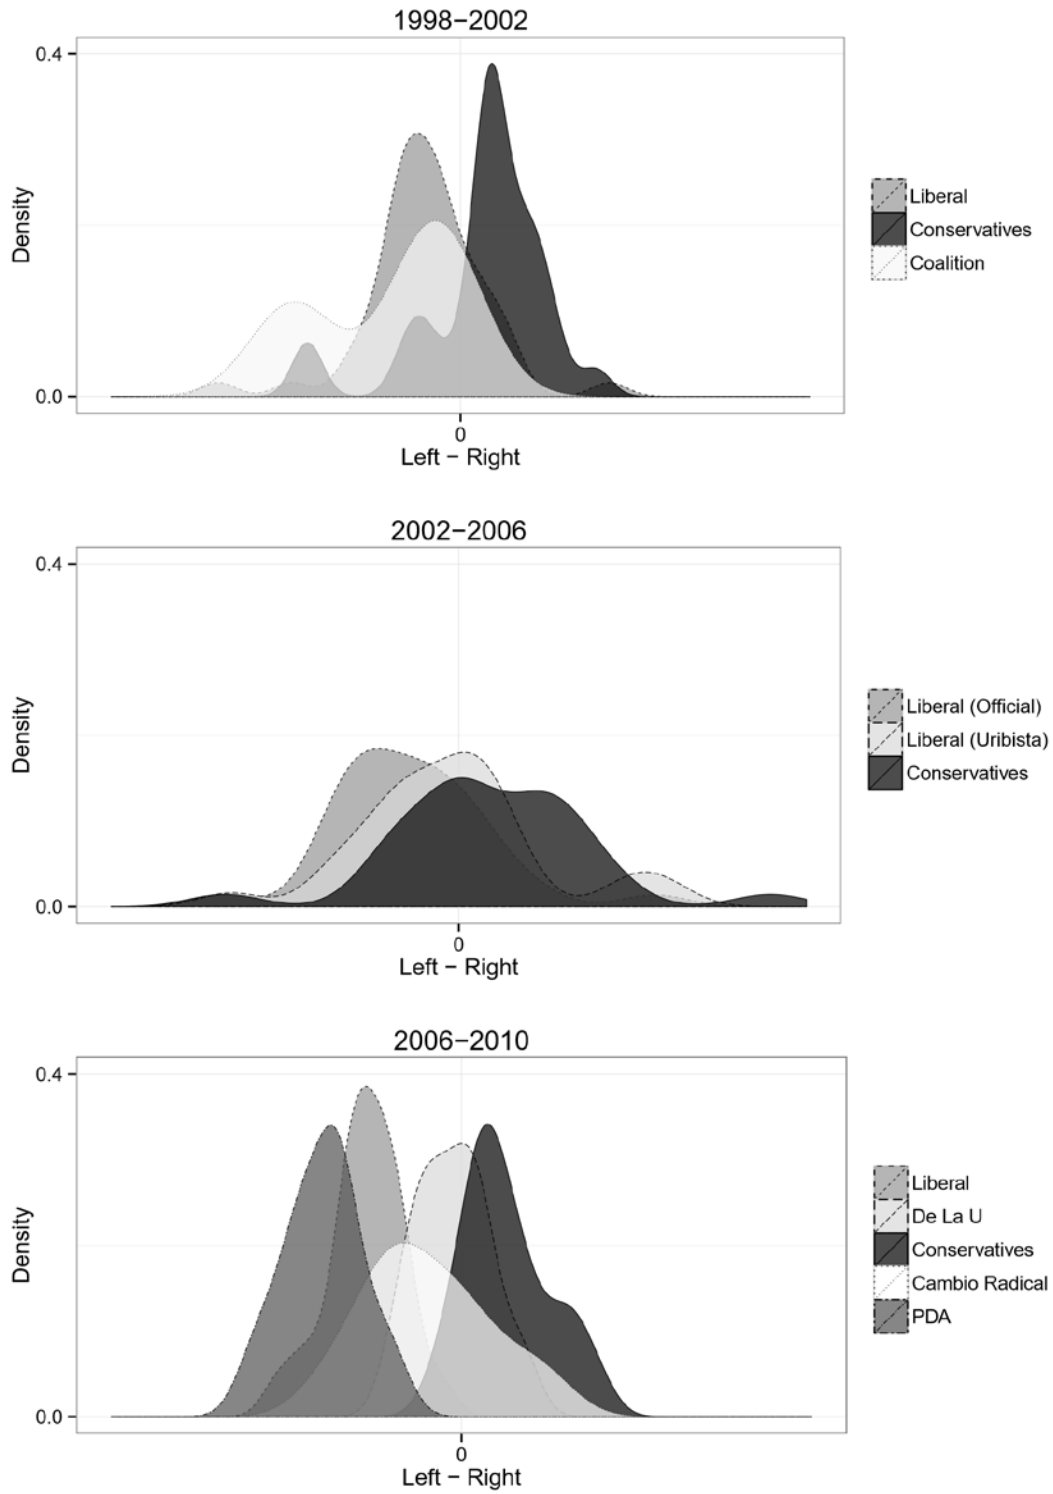 1998−2002
0.4
Density
0.0
0
Left − Right
Liberal
Conservatives
Coalition
2002−2006
0.4
Density
0.0
0
Left − Right
Liberal (Official)
Liberal (Uribista)
Conservatives
2006−2010
0.4
Density
0.0
0
Left − Right
Liberal
De La U
Conservatives
Cambio Radical
PDA